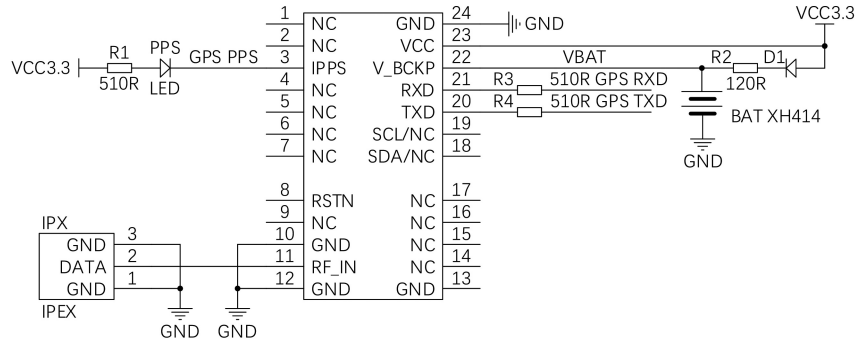 1 NC GND 24 GND VCC3.3
2 NC VCC 23
VCC3.3 R1 510R PPS LED GPS PPS 3 IPPS V_BCKP 22 VBAT R2 120R D1
4 NC RXD 21 R3 510R GPS RXD
5 NC TXD 20 R4 510R GPS TXD
6 NC SCL/NC 19 BAT XH414
7 NC SDA/NC 18 GND
8 RSTN NC 17
9 NC NC 16
IPX
GND 3 10 GND NC 15
DATA 2 11 RF_IN NC 14
GND 1 12 GND GND 13
IPEX
GND GND